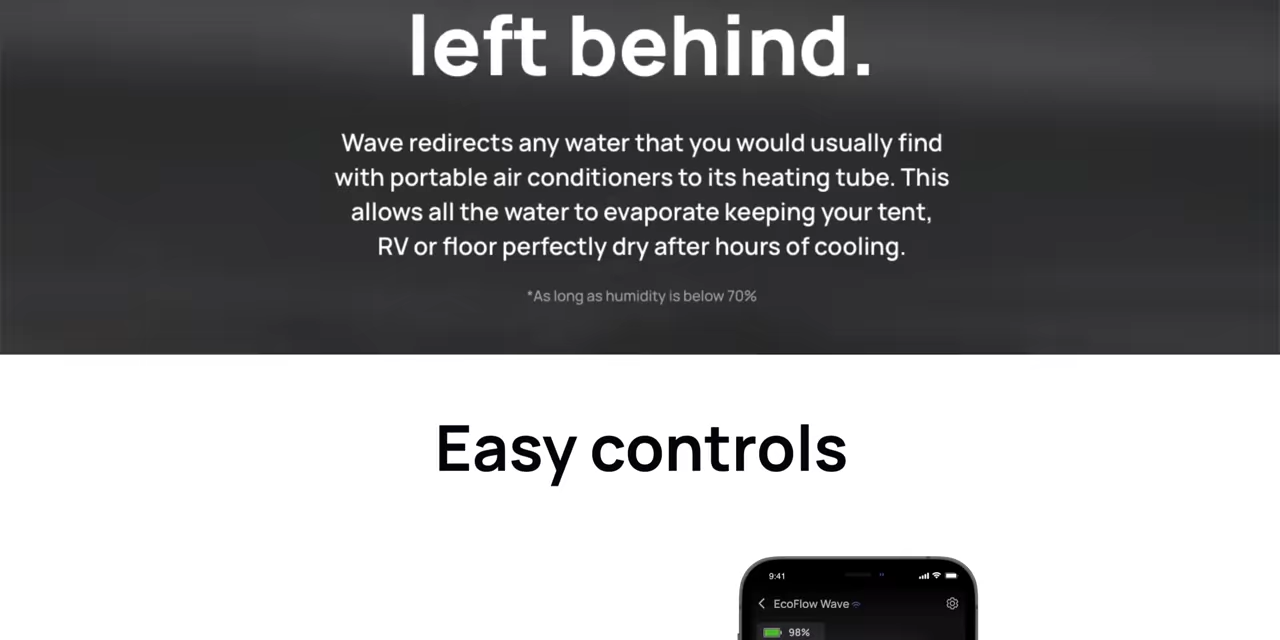 left behind.
Wave redirects any water that you would usually find
with portable air conditioners to its heating tube. This
allows all the water to evaporate keeping your tent,
RV or floor perfectly dry after hours of cooling.
*As long as humidity is below 70%
Easy controls
9:41
EcoFlow Wave
98%